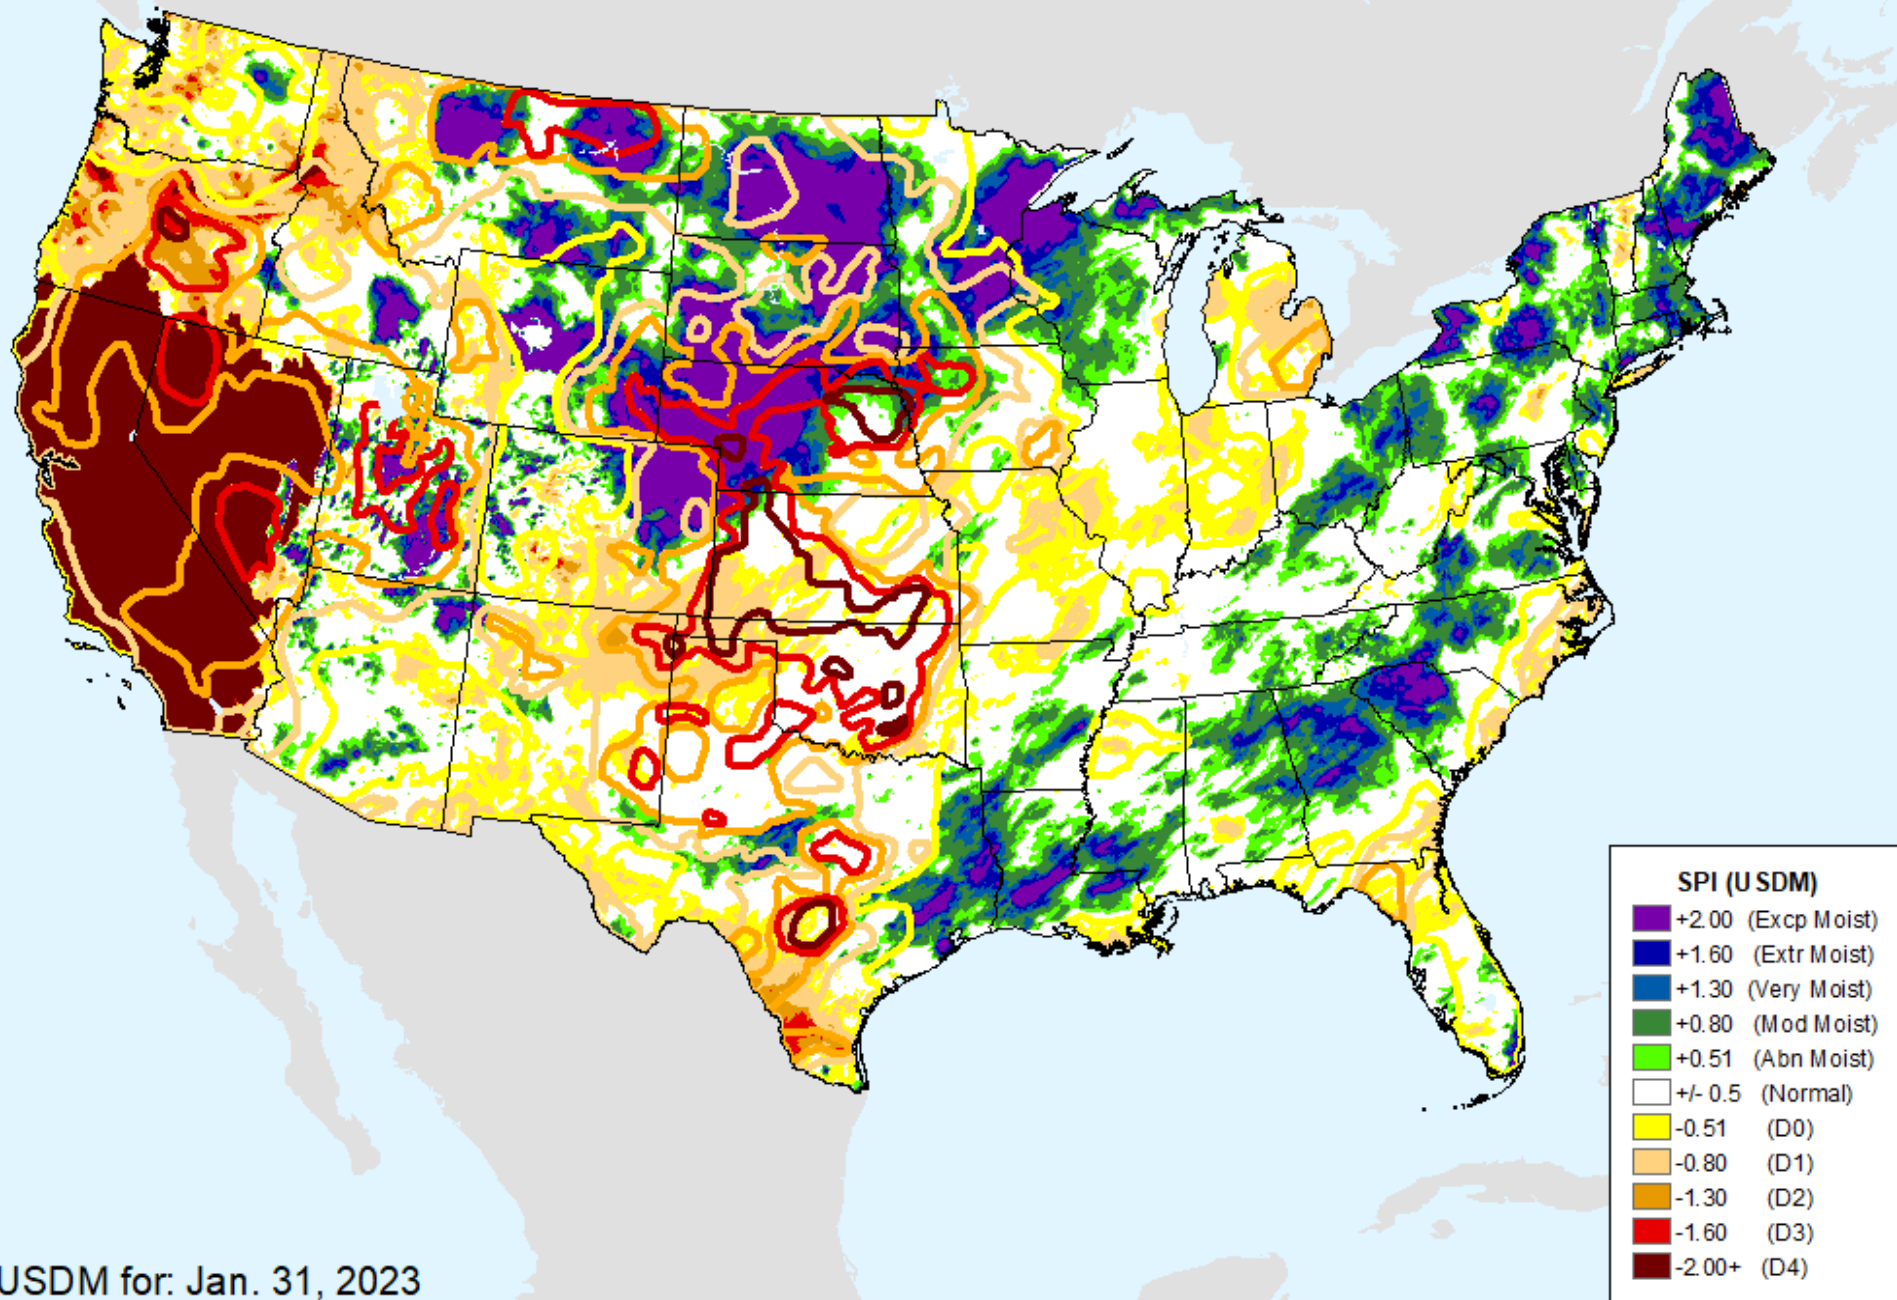 SPI (USDM)
+2.00 (Excp Moist)
+1.60 (Extr Moist)
+1.30 (Very Moist)
+0.80 (Mod Moist)
+0.51 (Abn Moist)
+/- 0.5 (Normal)
-0.51 (D0)
-0.80 (D1)
-1.30 (D2)
-1.60 (D3)
-2.00+ (D4)
USDM for: Jan. 31, 2023